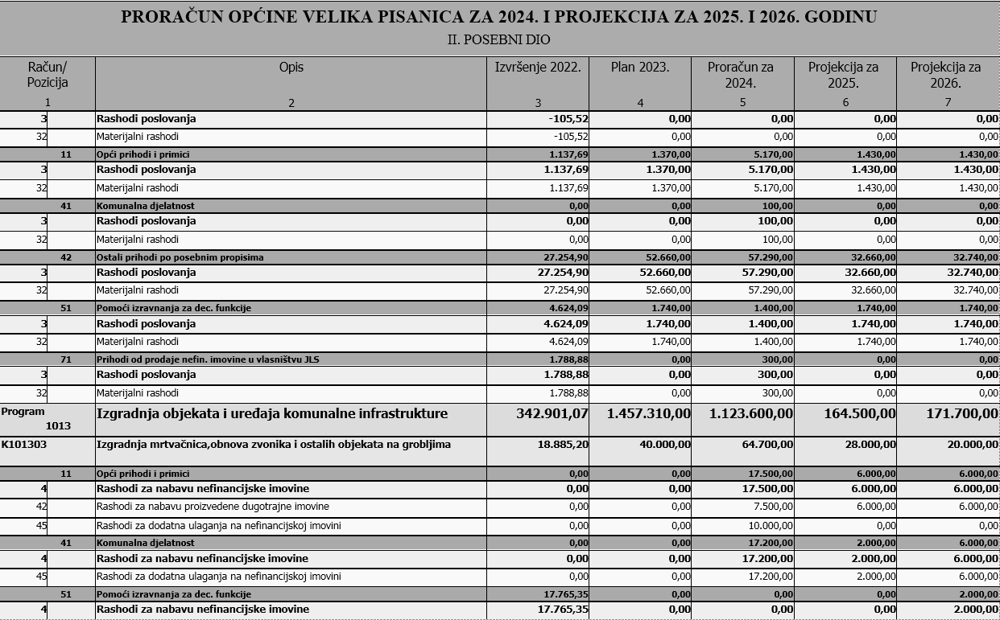 PRORAČUN OPĆINE VELIKA PISANICA ZA 2024. I PROJEKCIJA ZA 2025. I 2026. GODINU
II. POSEBNI DIO
Račun/ Pozicija Opis Izvršenje 2022. Plan 2023. Proračun za 2024. Projekcija za 2025. Projekcija za 2026.
1 2 3 4 5 6 7
3 Rashodi poslovanja -105,52 0,00 0,00 0,00 0,00
32 Materijalni rashodi -105,52 0,00 0,00 0,00 0,00
11 Opći prihodi i primici 1.137,69 1.370,00 5.170,00 1.430,00 1.430,00
3 Rashodi poslovanja 1.137,69 1.370,00 5.170,00 1.430,00 1.430,00
32 Materijalni rashodi 1.137,69 1.370,00 5.170,00 1.430,00 1.430,00
41 Komunalna djelatnost 0,00 0,00 100,00 0,00 0,00
3 Rashodi poslovanja 0,00 0,00 100,00 0,00 0,00
32 Materijalni rashodi 0,00 0,00 100,00 0,00 0,00
42 Ostali prihodi po posebnim propisima 27.254,90 52.660,00 57.290,00 32.660,00 32.740,00
3 Rashodi poslovanja 27.254,90 52.660,00 57.290,00 32.660,00 32.740,00
32 Materijalni rashodi 27.254,90 52.660,00 57.290,00 32.660,00 32.740,00
51 Pomoći izravnanja za dec. funkcije 4.624,09 1.740,00 1.400,00 1.740,00 1.740,00
3 Rashodi poslovanja 4.624,09 1.740,00 1.400,00 1.740,00 1.740,00
32 Materijalni rashodi 4.624,09 1.740,00 1.400,00 1.740,00 1.740,00
71 Prihodi od prodaje nefin. imovine u vlasništvu JLS 1.788,88 0,00 300,00 0,00 0,00
3 Rashodi poslovanja 1.788,88 0,00 300,00 0,00 0,00
32 Materijalni rashodi 1.788,88 0,00 300,00 0,00 0,00
Program 1013 Izgradnja objekata i uređaja komunalne infrastrukture 342.901,07 1.457.310,00 1.123.600,00 164.500,00 171.700,00
K101303 Izgradnja mrtvačnica,obnova zvonika i ostalih objekata na grobljima 18.885,20 40.000,00 64.700,00 28.000,00 20.000,00
11 Opći prihodi i primici 0,00 0,00 17.500,00 6.000,00 6.000,00
4 Rashodi za nabavu nefinancijske imovine 0,00 0,00 17.500,00 6.000,00 6.000,00
42 Rashodi za nabavu proizvedene dugotrajne imovine 0,00 0,00 7.500,00 6.000,00 6.000,00
45 Rashodi za dodatna ulaganja na nefinancijskoj imovini 0,00 0,00 10.000,00 0,00 0,00
41 Komunalna djelatnost 0,00 0,00 17.200,00 2.000,00 6.000,00
4 Rashodi za nabavu nefinancijske imovine 0,00 0,00 17.200,00 2.000,00 6.000,00
45 Rashodi za dodatna ulaganja na nefinancijskoj imovini 0,00 0,00 17.200,00 2.000,00 6.000,00
51 Pomoći izravnanja za dec. funkcije 17.765,35 0,00 0,00 0,00 2.000,00
4 Rashodi za nabavu nefinancijske imovine 17.765,35 0,00 0,00 0,00 2.000,00